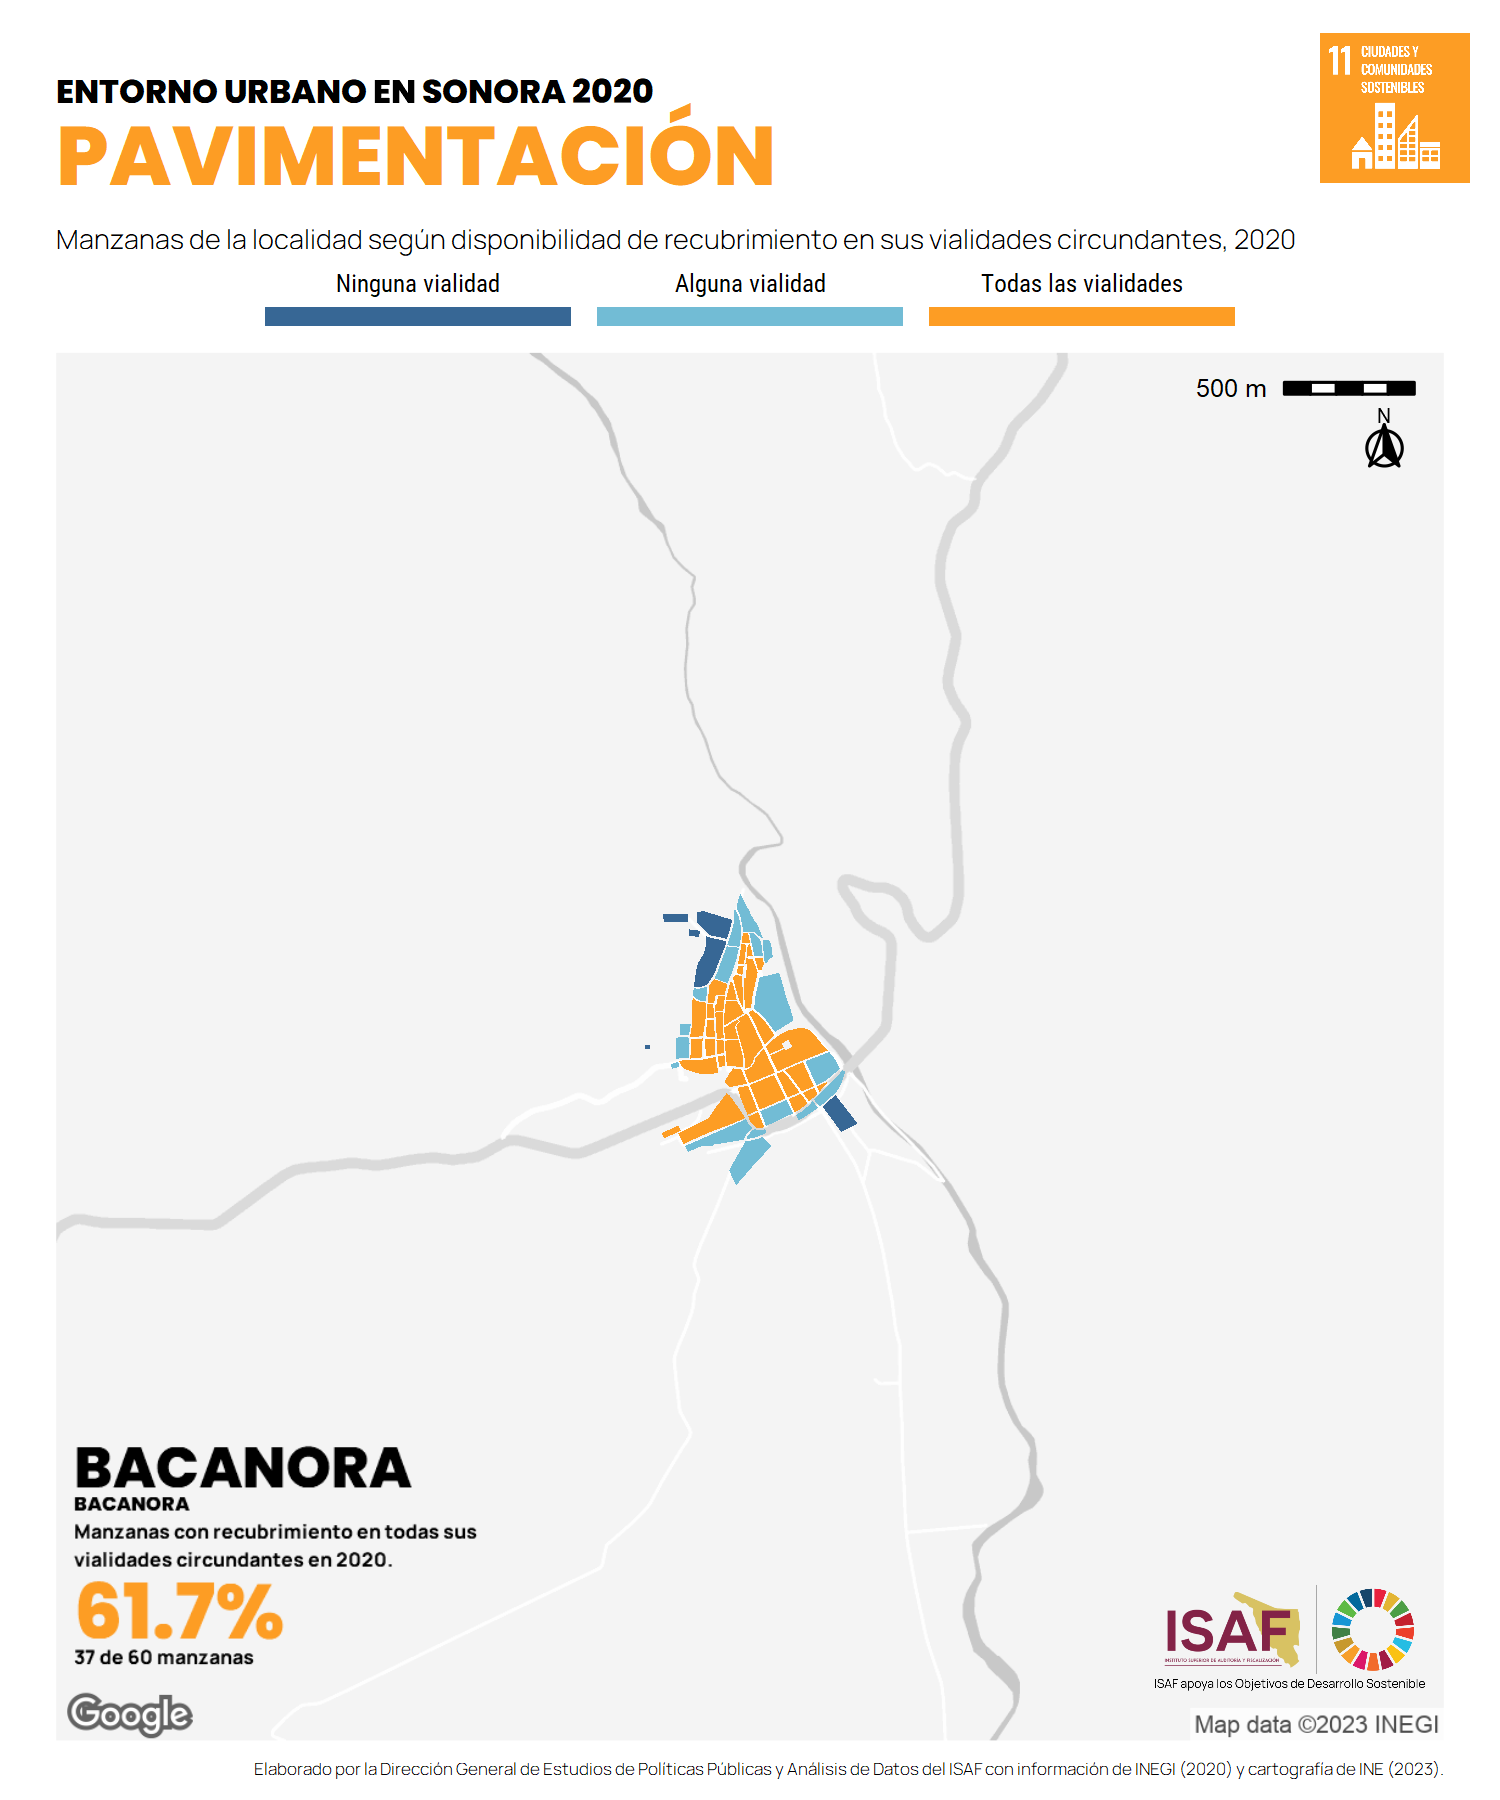 ENTORNO URBANO EN SONORA 2020
PAVIMENTACIÓN
11 CIUDADES Y
COMUNIDADES
SOSTENIBLES
Manzanas de la localidad según disponibilidad de recubrimiento en sus vialidades circundantes, 2020
Ninguna vialidad
Alguna vialidad
Todas las vialidades
500 m
N
BACANORA
BACANORA
Manzanas con recubrimiento en todas sus
vialidades circundantes en 2020.
61.7%
37 de 60 manzanas
Google
ISAF
INSTITUTO SUPERIOR DE AUDITORÍA Y FISCALIZACIÓN
ISAF apoya los Objetivos de Desarrollo Sostenible
Map data ©2023 INEGI
Elaborado por la Dirección General de Estudios de Políticas Públicas y Análisis de Datos del ISAF con información de INEGI (2020) y cartografía de INE (2023).